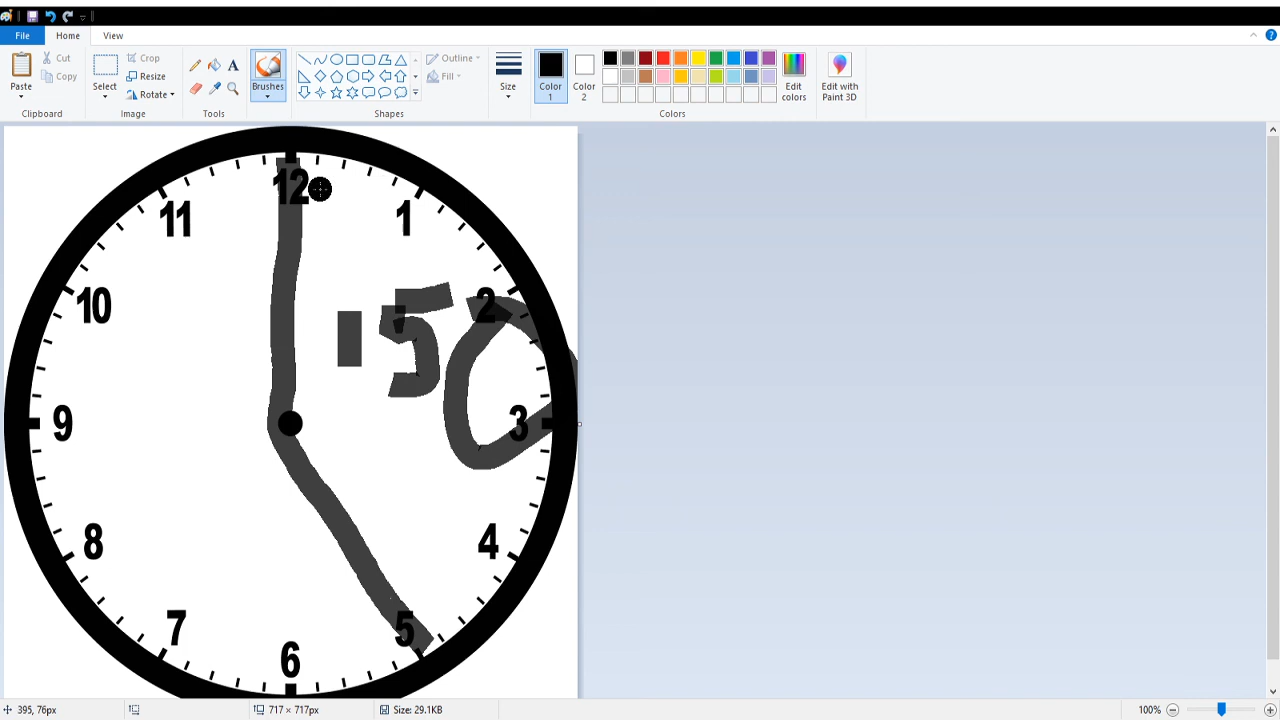 File Home View
Paste
Cut
Copy
Clipboard
Select
Crop
Resize
Rotate
Image
Tools
Brushes
Shapes
Outline
Fill
Size
Color 1
Color 2
Edit colors
Edit with Paint 3D
Colors
12
11 1
10 2
50
9 3
8 4
7 5
6
395, 76px 717 × 717px Size: 29.1KB 100%